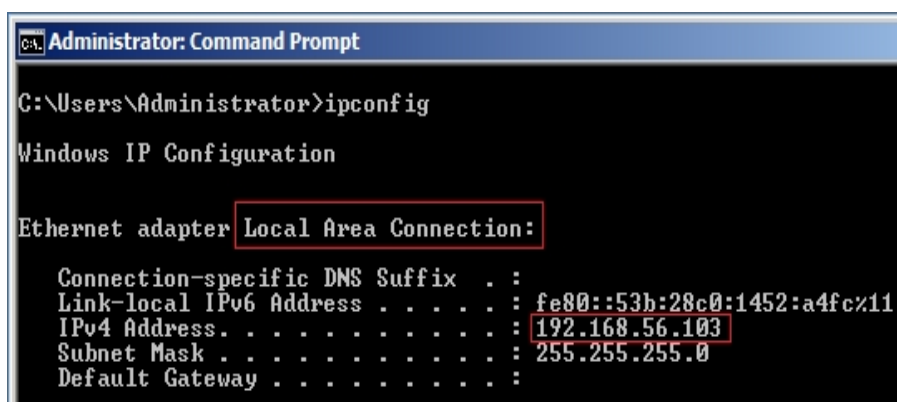 Administrator: Command Prompt
C:\Users\Administrator>ipconfig
Windows IP Configuration
Ethernet adapter Local Area Connection:
Connection-specific DNS Suffix . :
Link-local IPv6 Address . . . . . : fe80::53b:28c0:1452:a4fc%11
IPv4 Address. . . . . . . . . . . : 192.168.56.103
Subnet Mask . . . . . . . . . . . : 255.255.255.0
Default Gateway . . . . . . . . . :